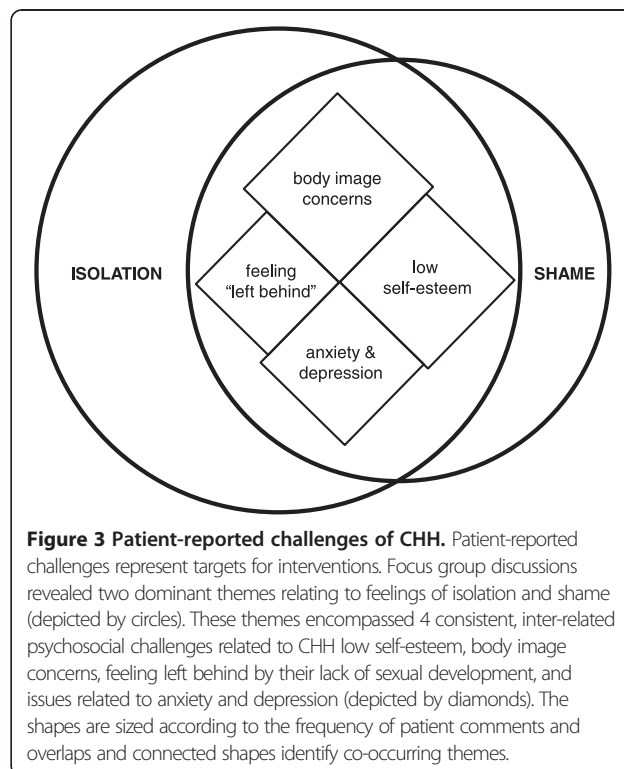 body image
concerns
ISOLATION
feeling
"left behind"
low
self-esteem
SHAME
anxiety &
depression
Figure 3 Patient-reported challenges of CHH. Patient-reported
challenges represent targets for interventions. Focus group discussions
revealed two dominant themes relating to feelings of isolation and shame
(depicted by circles). These themes encompassed 4 consistent, inter-related
psychosocial challenges related to CHH low self-esteem, body image
concerns, feeling left behind by their lack of sexual development, and
issues related to anxiety and depression (depicted by diamonds). The
shapes are sized according to the frequency of patient comments and
overlaps and connected shapes identify co-occurring themes.